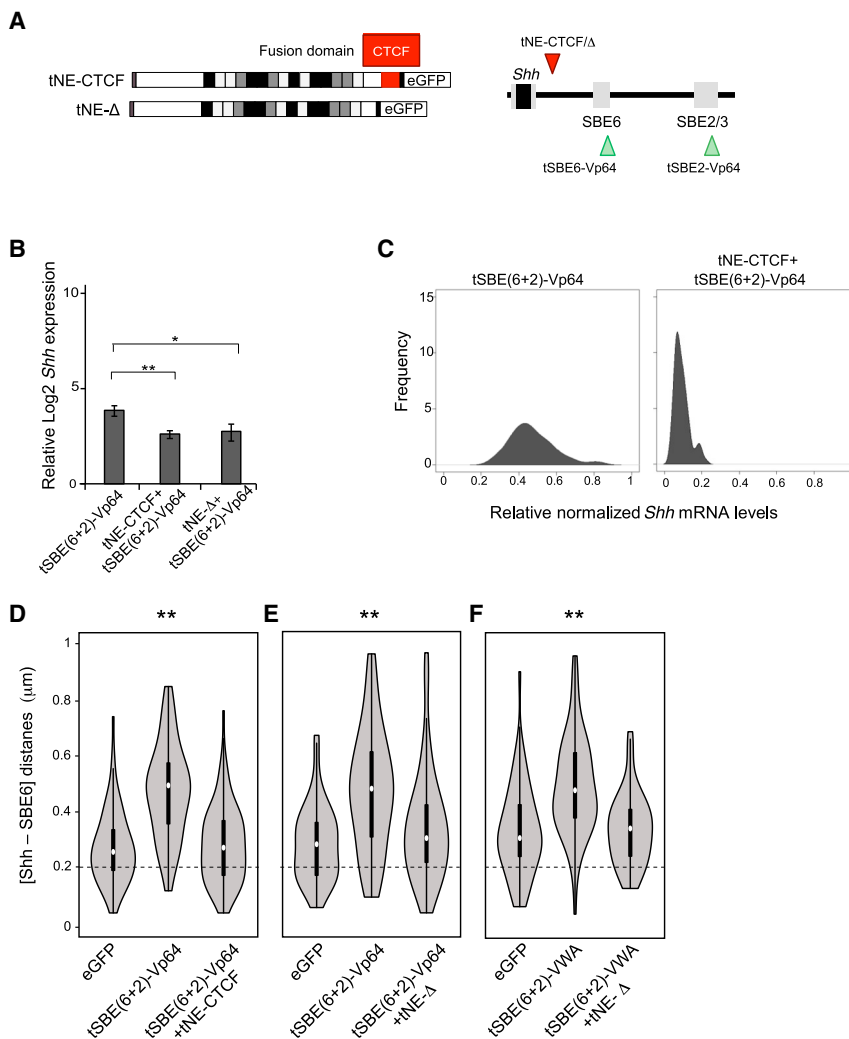 A
Fusion domain
CTCF
tNE-CTCF
eGFP
tNE-Δ
eGFP
tNE-CTCF/Δ
Shh
SBE6
SBE2/3
tSBE6-Vp64
tSBE2-Vp64
B
Relative Log2 Shh expression
10
5
0
*
**
tSBE(6+2)-Vp64
tNE-CTCF+
tSBE(6+2)-Vp64
tNE-Δ+
tSBE(6+2)-Vp64
C
tSBE(6+2)-Vp64
tNE-CTCF+
tSBE(6+2)-Vp64
Frequency
15
10
5
0
0 0.2 0.4 0.6 0.8 1
0 0.2 0.4 0.6 0.8
Relative normalized Shh mRNA levels
D
**
E
**
F
**
[Shh – SBE6] distanes (μm)
1
0.8
0.6
0.4
0.2
0
eGFP
tSBE(6+2)-Vp64
tSBE(6+2)-Vp64
+tNE-CTCF
eGFP
tSBE(6+2)-Vp64
tSBE(6+2)-Vp64
+tNE-Δ
eGFP
tSBE(6+2)-VWA
tSBE(6+2)-VWA
+tNE- Δ